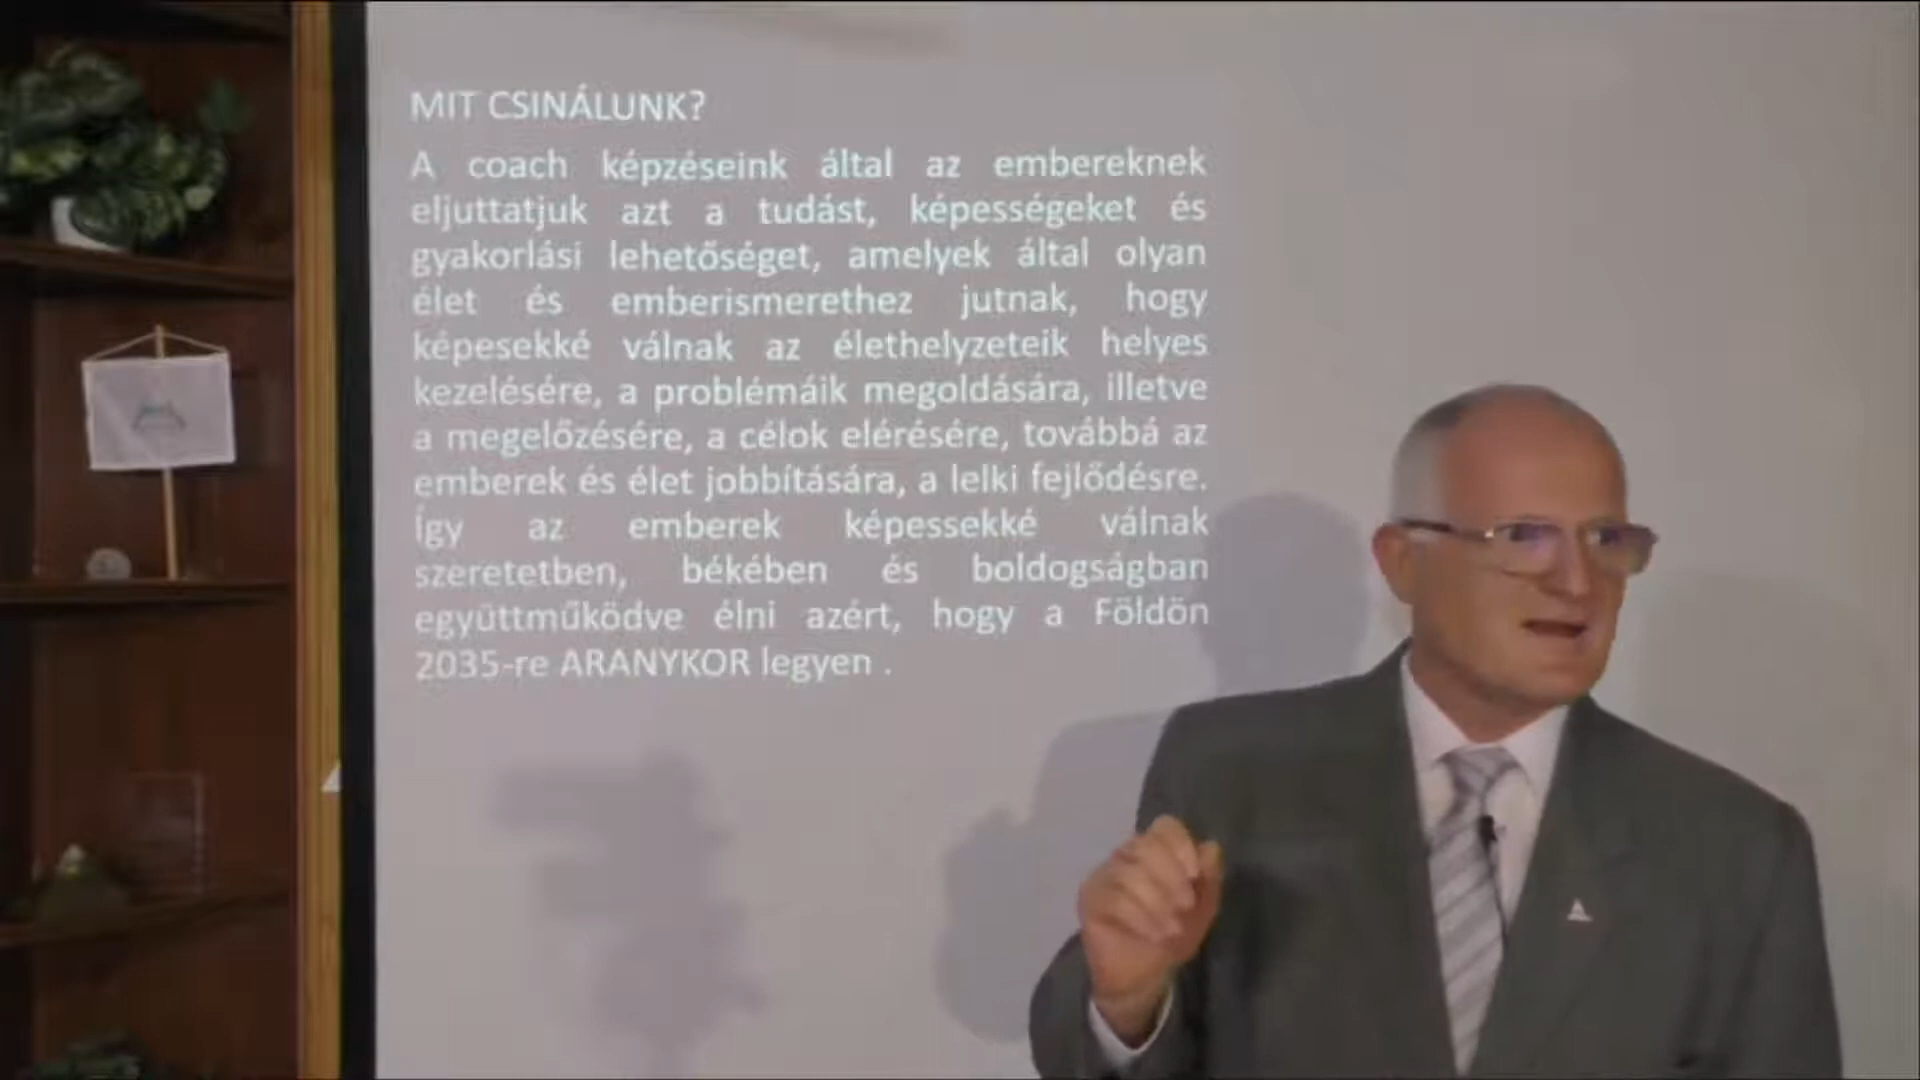 MIT CSINÁLUNK?
A coach képzéseink által az embereknek
eljuttatjuk azt a tudást, képességeket és
gyakorlási lehetőséget, amelyek által olyan
élet és emberismerethez jutnak, hogy
képesekké válnak az élethelyzeteik helyes
kezelésére, a problémáik megoldására, illetve
a megelőzésére, a célok elérésére, továbbá az
emberek és élet jobbítására, a lelki fejlődésre.
Így az emberek képessekké válnak
szeretetben, békében és boldogságban
együttműködve élni azért, hogy a Földön
2035-re ARANYKOR legyen .